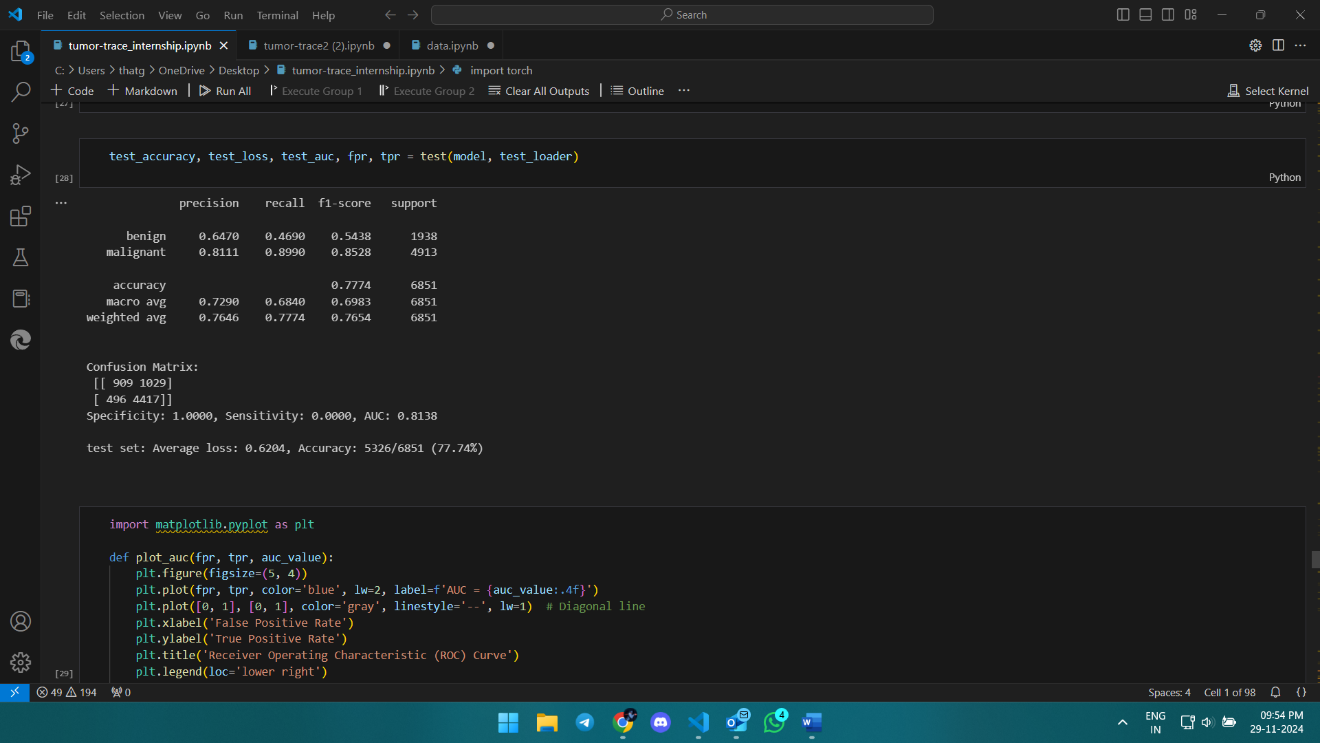 File Edit Selection View Go Run Terminal Help Search
tumor-trace_internship.ipynb tumor-trace2 (2).ipynb data.ipynb
2
C: > Users > thatg > OneDrive > Desktop > tumor-trace_internship.ipynb > import torch
+ Code + Markdown | Run All Execute Group 1 Execute Group 2 Clear All Outputs | Outline ... Select Kernel
[27] Python
test_accuracy, test_loss, test_auc, fpr, tpr = test(model, test_loader)
[28] Python
... precision recall f1-score support
benign 0.6470 0.4690 0.5438 1938
malignant 0.8111 0.8990 0.8528 4913
accuracy 0.7774 6851
macro avg 0.7290 0.6840 0.6983 6851
weighted avg 0.7646 0.7774 0.7654 6851
Confusion Matrix:
[[ 909 1029]
[ 496 4417]]
Specificity: 1.0000, Sensitivity: 0.0000, AUC: 0.8138
test set: Average loss: 0.6204, Accuracy: 5326/6851 (77.74%)
import matplotlib.pyplot as plt
def plot_auc(fpr, tpr, auc_value):
plt.figure(figsize=(5, 4))
plt.plot(fpr, tpr, color='blue', lw=2, label=f'AUC = {auc_value:.4f}')
plt.plot([0, 1], [0, 1], color='gray', linestyle='--', lw=1) # Diagonal line
plt.xlabel('False Positive Rate')
plt.ylabel('True Positive Rate')
plt.title('Receiver Operating Characteristic (ROC) Curve')
[29] plt.legend(loc='lower right')
49 194 0 Spaces: 4 Cell 1 of 98 {}
4
ENG 09:54 PM
IN 29-11-2024